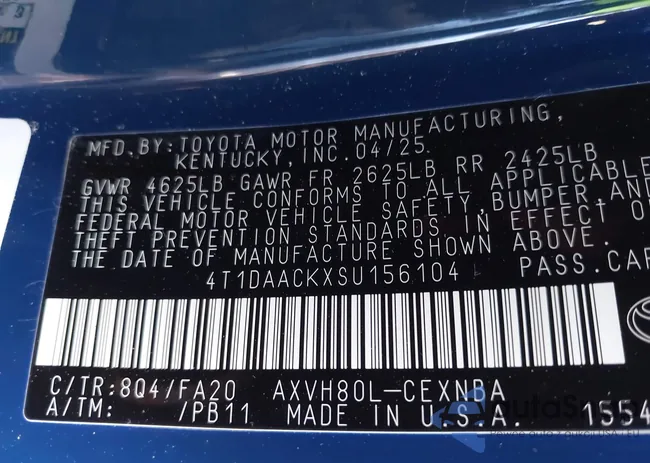 MFD.BY:TOYOTA MOTOR MANUFACTURING,
KENTUCKY,INC.04/25.
GVWR 4625LB GAWR FR 2625LB RR 2425LB
THIS VEHICLE CONFORMS TO ALL APPLICABLE
FEDERAL MOTOR VEHICLE SAFETY,BUMPER,AND
THEFT PREVENTION STANDARDS IN EFFECT O
THE DATE OF MANUFACTURE SHOWN ABOVE.
4T1DAACKXSU156104 PASS.CAR
C/TR:8Q4/FA20 AXVH80L-CEXNBA
A/TM: /PB11 MADE IN U.S.A. 1554